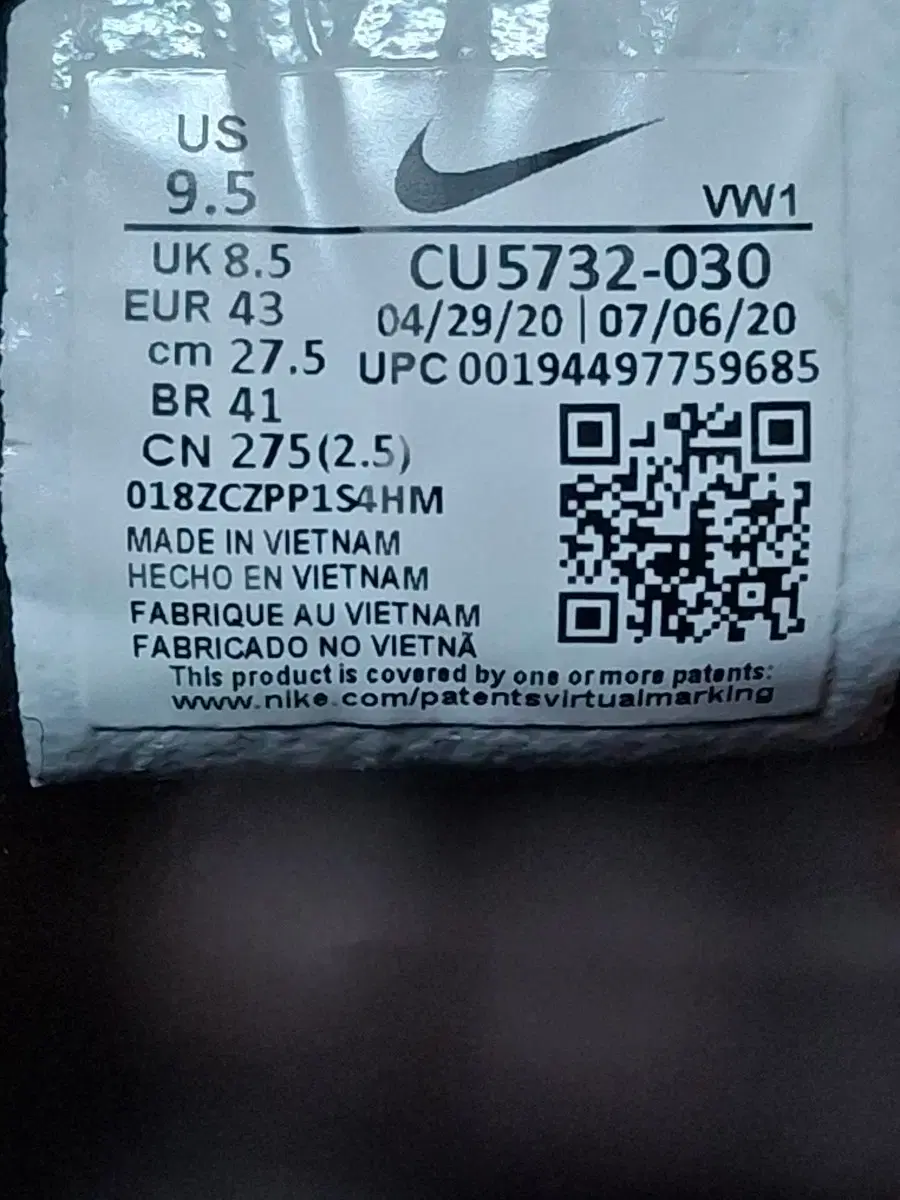 US
9.5
VW1
UK 8.5
CU5732-030
EUR 43
04/29/20 | 07/06/20
cm 27.5
UPC 00194497759685
BR 41
CN 275(2.5)
018ZCZPP1S4HM
MADE IN VIETNAM
HECHO EN VIETNAM
FABRIQUE AU VIETNAM
FABRICADO NO VIETNÃ
This product is covered by one or more patents:
www.nike.com/patentsvirtualmarking